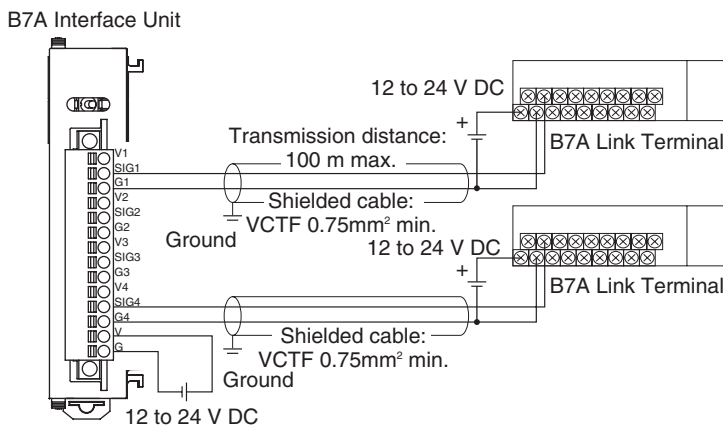 B7A Interface Unit
12 to 24 V DC
+
B7A Link Terminal
Transmission distance:
100 m max.
Shielded cable:
VCTF 0.75mm² min.
Ground
V1
SIG1
G1
V2
SIG2
G2
V3
SIG3
G3
V4
SIG4
G4
V
G
12 to 24 V DC
+
B7A Link Terminal
Shielded cable:
VCTF 0.75mm² min.
Ground
12 to 24 V DC